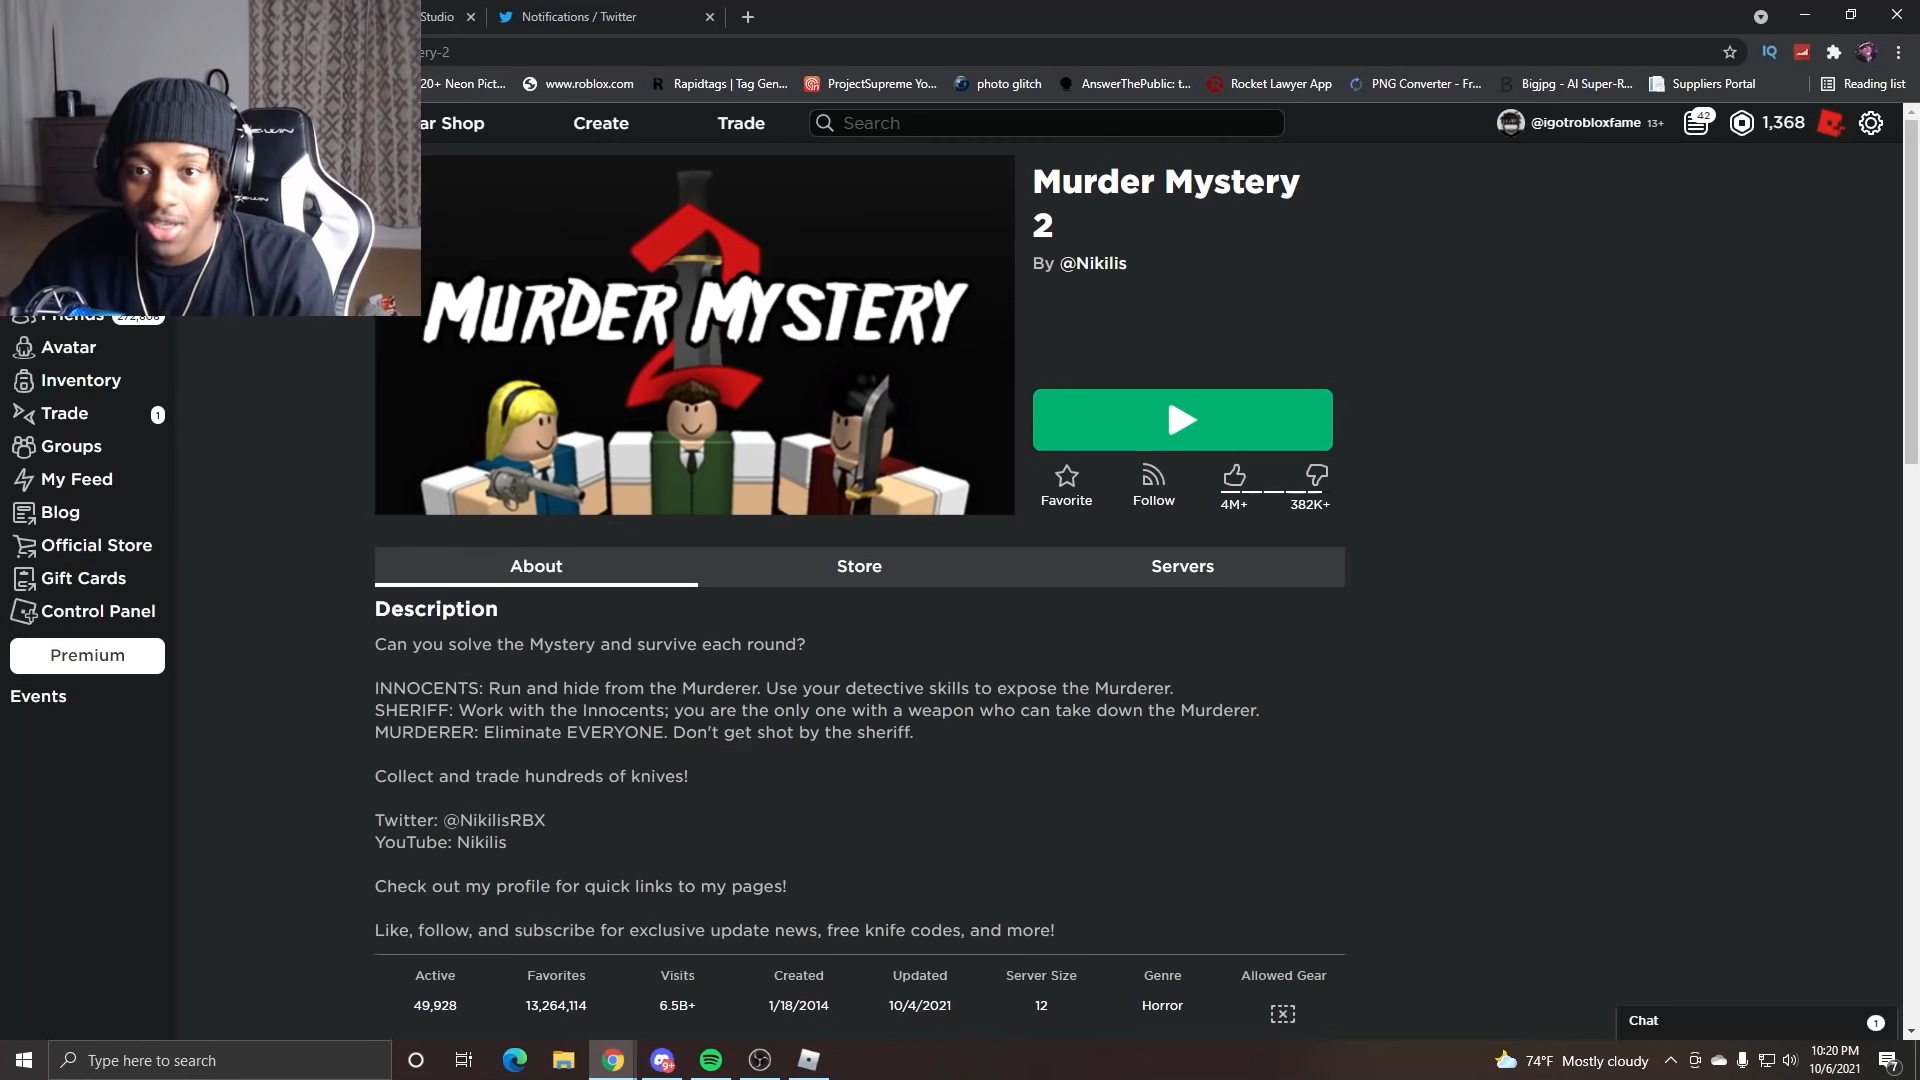 Studio
Notifications / Twitter
ery-2
20+ Neon Pict...
www.roblox.com
Rapidtags | Tag Gen...
ProjectSupreme Yo...
photo glitch
AnswerThePublic: t...
Rocket Lawyer App
PNG Converter - Fr...
Bigjpg - AI Super-R...
Suppliers Portal
Reading list
ar Shop
Create
Trade
Search
@igotrobloxfame 13+
42
1,368
MURDER MYSTERY
2
Murder Mystery
2
By @Nikilis
Friends
Avatar
Inventory
Trade 1
Groups
My Feed
Blog
Official Store
Gift Cards
Control Panel
Premium
Events
Favorite
Follow
4M+
382K+
About
Store
Servers
Description
Can you solve the Mystery and survive each round?
INNOCENTS: Run and hide from the Murderer. Use your detective skills to expose the Murderer.
SHERIFF: Work with the Innocents; you are the only one with a weapon who can take down the Murderer.
MURDERER: Eliminate EVERYONE. Don't get shot by the sheriff.
Collect and trade hundreds of knives!
Twitter: @NikilisRBX
YouTube: Nikilis
Check out my profile for quick links to my pages!
Like, follow, and subscribe for exclusive update news, free knife codes, and more!
Active Favorites Visits Created Updated Server Size Genre Allowed Gear
49,928 13,264,114 6.5B+ 1/18/2014 10/4/2021 12 Horror
Chat 1
Type here to search
9+
74°F Mostly cloudy
10:20 PM
10/6/2021
7